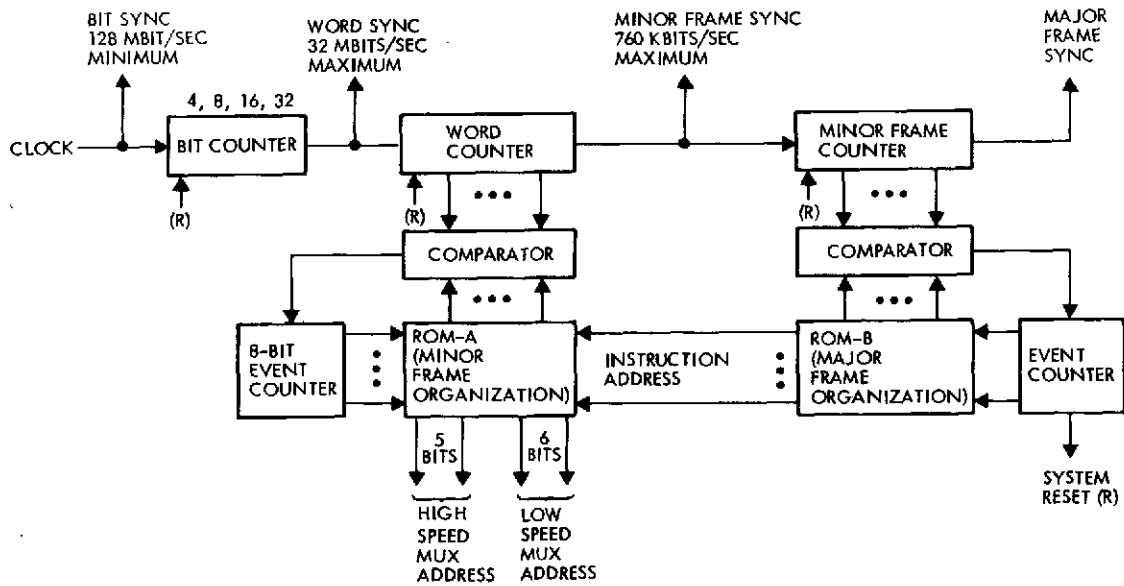 BIT SYNC
128 MBIT/SEC
MINIMUM
WORD SYNC
32 MBITS/SEC
MAXIMUM
MINOR FRAME SYNC
760 KBITS/SEC
MAXIMUM
MAJOR
FRAME
SYNC
4, 8, 16, 32
CLOCK
BIT COUNTER
WORD
COUNTER
MINOR FRAME
COUNTER
(R)
(R)
(R)
COMPARATOR
COMPARATOR
8-BIT
EVENT
COUNTER
ROM-A
(MINOR
FRAME
ORGANIZATION)
INSTRUCTION
ADDRESS
ROM-B
(MAJOR
FRAME
ORGANIZATION)
EVENT
COUNTER
5
BITS
6
BITS
HIGH
SPEED
MUX
ADDRESS
LOW
SPEED
MUX
ADDRESS
SYSTEM
RESET (R)